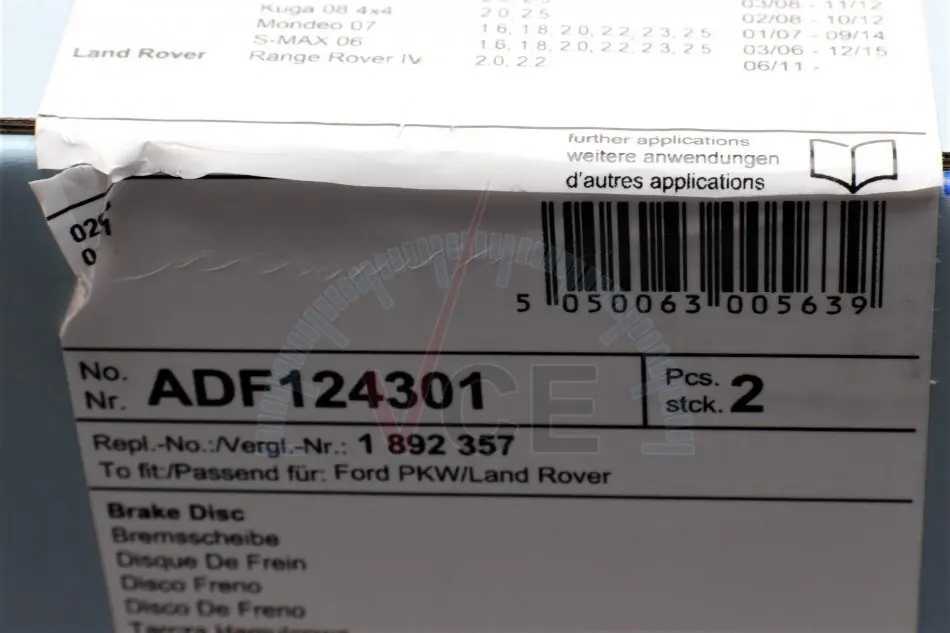 Kuga 08 4x4 2.0, 2.5 03/08 - 11/12
Mondeo 07 1.6, 1.8, 2.0, 2.2, 2.3, 2.5 02/08 - 10/12
S-MAX 06 1.6, 1.8, 2.0, 2.2, 2.3, 2.5 01/07 - 09/14
Land Rover Range Rover IV 2.0, 2.2 03/06 - 12/15
06/11 -
further applications
weitere anwendungen
d'autres applications
5 050063 005639
No.
Nr. ADF124301
Pcs.
stck. 2
VCE
Repl.-No.:/Vergl.-Nr.: 1 892 357
To fit:/Passend für: Ford PKW/Land Rover
Brake Disc
Bremsscheibe
Disque De Frein
Disco Freno
Disco De Freno